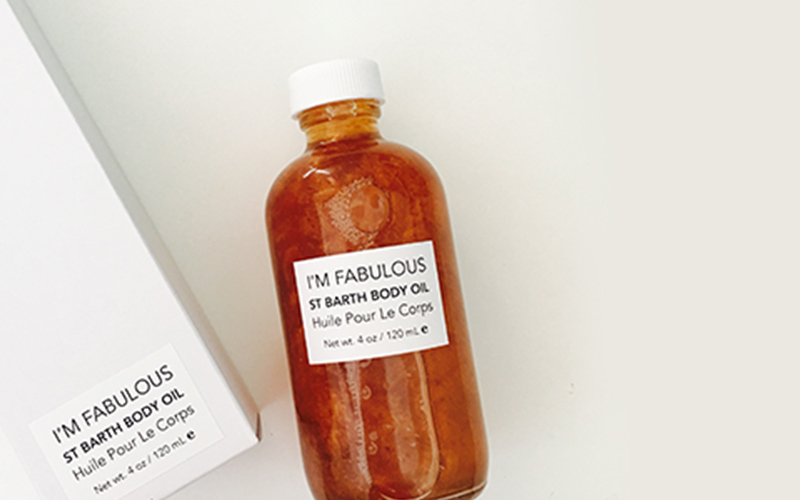 I'M FABULOUS
ST BARTH BODY OIL
Huile Pour Le Corps
Net wt. 4 oz / 120 mL e
I'M FABULOUS
ST BARTH BODY OIL
Huile Pour Le Corps
Net wt. 4 oz / 120 mL e